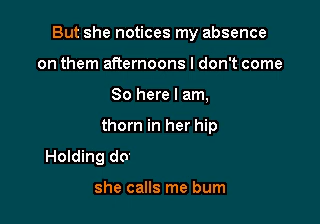 But she notices my absence
on them afternoons I don't come
So here I am,
thorn in her hip
Holding
she calls me bum